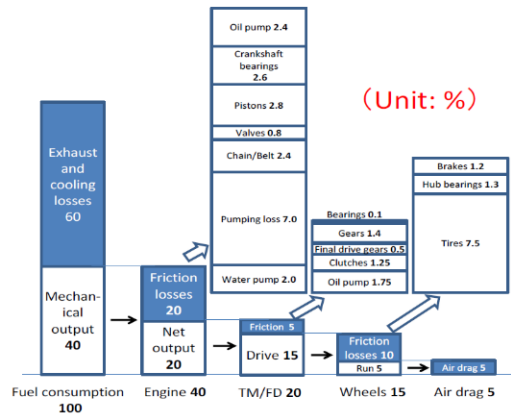 Oil pump 2.4
Crankshaft
bearings
2.6
Pistons 2.8
Valves 0.8
Chain/Belt 2.4
Pumping loss 7.0
Water pump 2.0
(Unit: %)
Exhaust
and
cooling
losses
60
Mechan-
ical
output
40
Friction
losses
20
Net
output
20
Bearings 0.1
Gears 1.4
Final drive gears 0.5
Clutches 1.25
Oil pump 1.75
Friction 5
Drive 15
Brakes 1.2
Hub bearings 1.3
Tires 7.5
Friction
losses 10
Run 5
Air drag 5
Fuel consumption
100
Engine 40
TM/FD 20
Wheels 15
Air drag 5